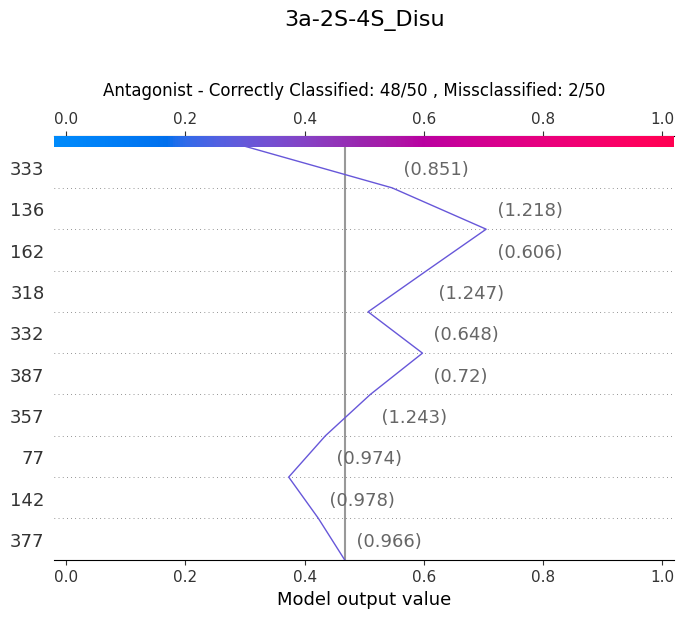 3a-2S-4S_Disu
Antagonist - Correctly Classified: 48/50 , Missclassified: 2/50
0.0 0.2 0.4 0.6 0.8 1.0
333 (0.851)
136 (1.218)
162 (0.606)
318 (1.247)
332 (0.648)
387 (0.72)
357 (1.243)
77 (0.974)
142 (0.978)
377 (0.966)
0.0 0.2 0.4 0.6 0.8 1.0
Model output value